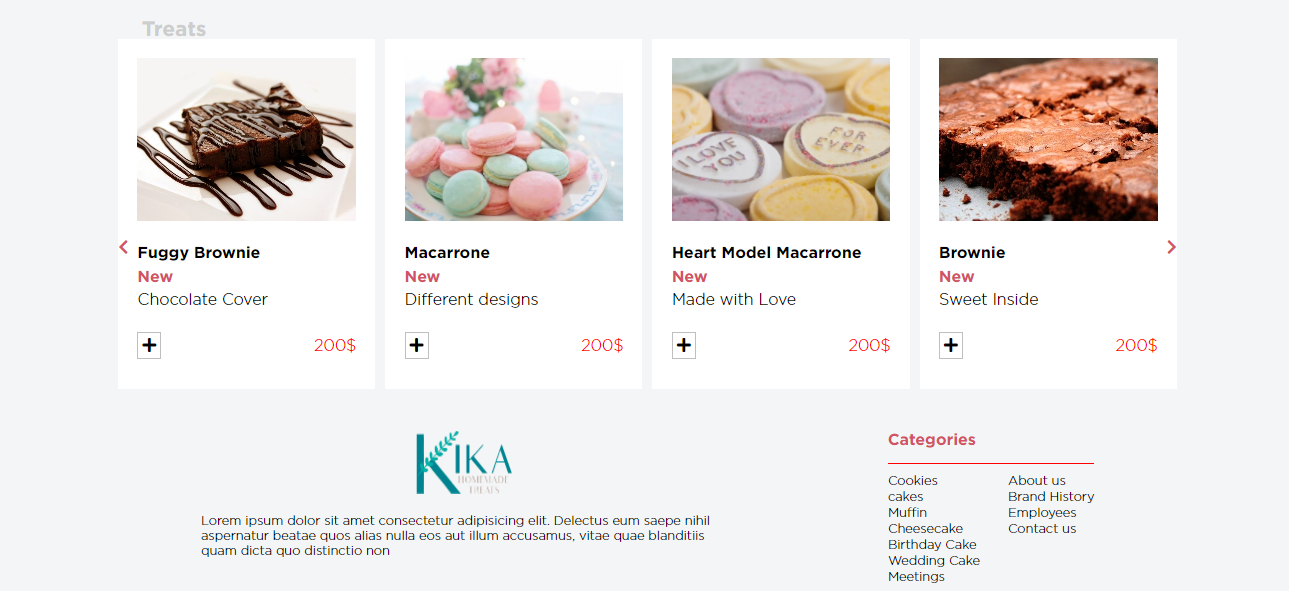 Treats
I LOVE
YOU
FOR
EVER
Fuggy Brownie
New
Chocolate Cover
200$
Macarrone
New
Different designs
200$
Heart Model Macarrone
New
Made with Love
200$
Brownie
New
Sweet Inside
200$
KIKA
HOMEMADE
TREATS
Lorem ipsum dolor sit amet consectetur adipisicing elit. Delectus eum saepe nihil
aspernatur beatae quos alias nulla eos aut illum accusamus, vitae quae blanditiis
quam dicta quo distinctio non
Categories
Cookies
cakes
Muffin
Cheesecake
Birthday Cake
Wedding Cake
Meetings
About us
Brand History
Employees
Contact us